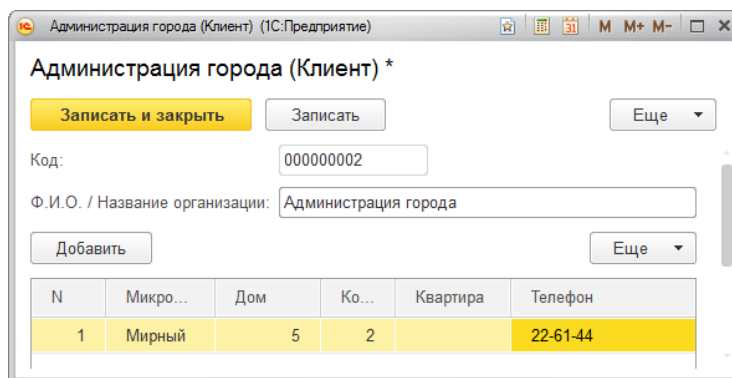 1С Администрация города (Клиент) (1С:Предприятие) 31 M M+ M-
Администрация города (Клиент) *
Записать и закрыть Записать Еще
Код: 000000002
Ф.И.О. / Название организации: Администрация города
Добавить Еще
N Микро... Дом Ко... Квартира Телефон
1 Мирный 5 2 22-61-44